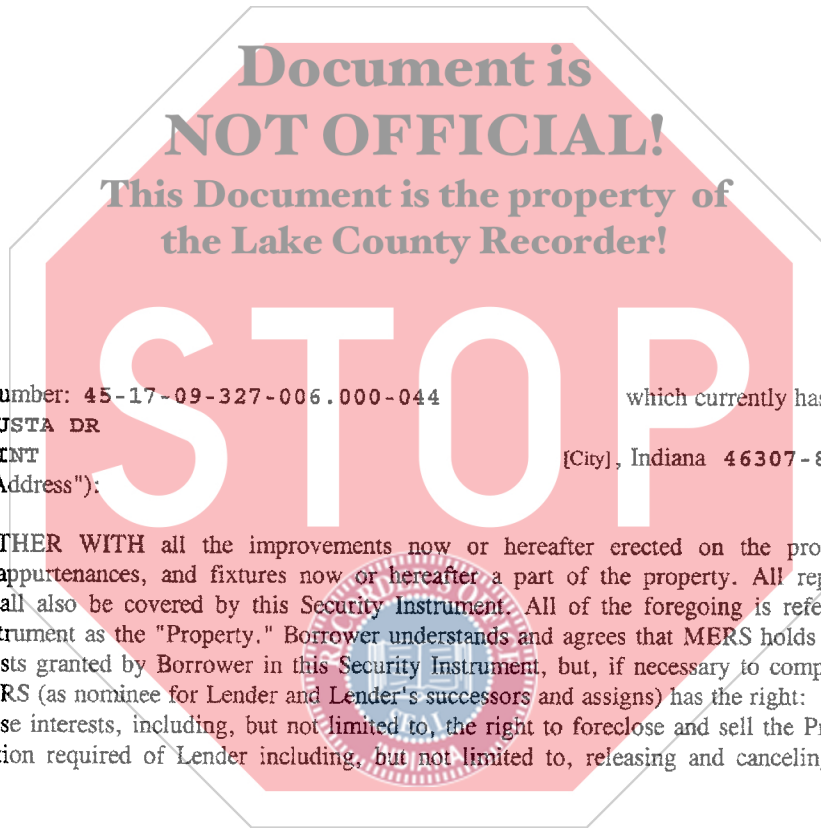 Document is
NOT OFFICIAL!
This Document is the property of
the Lake County Recorder!
STOP
umber: 45-17-09-327-006.000-044 which currently has
USTA DR
INT [City], Indiana 46307-8
Address"):
THER WITH all the improvements now or hereafter erected on the pro
appurtenances, and fixtures now or hereafter a part of the property. All rep
all also be covered by this Security Instrument. All of the foregoing is refe
trument as the "Property." Borrower understands and agrees that MERS holds
sts granted by Borrower in this Security Instrument, but, if necessary to comp
RS (as nominee for Lender and Lender's successors and assigns) has the right:
se interests, including, but not limited to, the right to foreclose and sell the Pr
tion required of Lender including, but not limited to, releasing and canceling
INDIANA